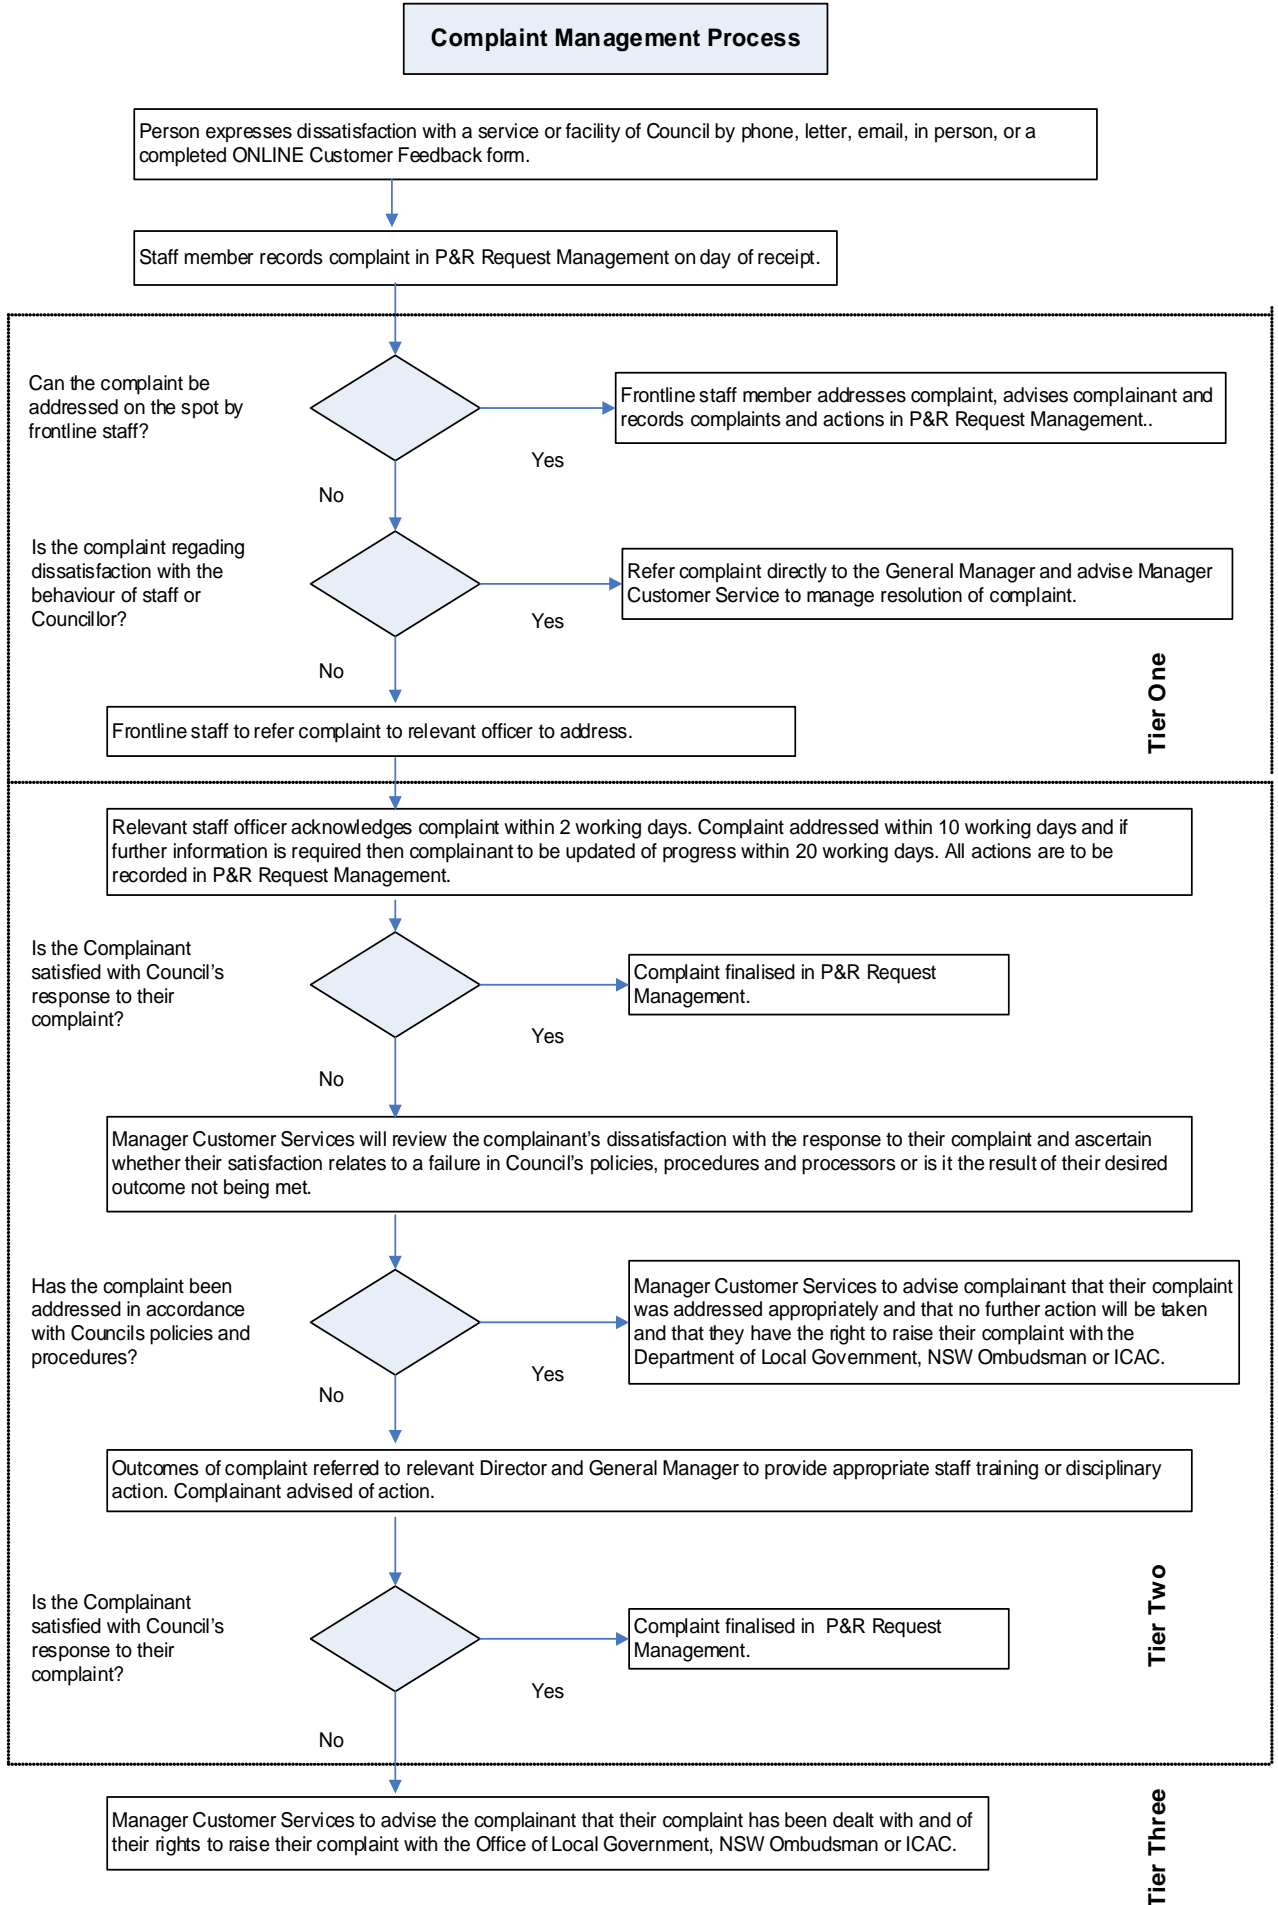 Complaint Management Process
Person expresses dissatisfaction with a service or facility of Council by phone, letter, email, in person, or a
completed ONLINE Customer Feedback form.
Staff member records complaint in P&R Request Management on day of receipt.
Can the complaint be
addressed on the spot by
frontline staff?
Frontline staff member addresses complaint, advises complainant and
records complaints and actions in P&R Request Management..
Yes
No
Is the complaint regading
dissatisfaction with the
behaviour of staff or
Councillor?
Refer complaint directly to the General Manager and advise Manager
Customer Service to manage resolution of complaint.
Yes
No
Tier One
Frontline staff to refer complaint to relevant officer to address.
Relevant staff officer acknowledges complaint within 2 working days. Complaint addressed within 10 working days and if
further information is required then complainant to be updated of progress within 20 working days. All actions are to be
recorded in P&R Request Management.
Is the Complainant
satisfied with Council's
response to their
complaint?
Complaint finalised in P&R Request
Management.
Yes
No
Manager Customer Services will review the complainant's dissatisfaction with the response to their complaint and ascertain
whether their satisfaction relates to a failure in Council's policies, procedures and processors or is it the result of their desired
outcome not being met.
Has the complaint been
addressed in accordance
with Councils policies and
procedures?
Manager Customer Services to advise complainant that their complaint
was addressed appropriately and that no further action will be taken
and that they have the right to raise their complaint with the
Department of Local Government, NSW Ombudsman or ICAC.
Yes
No
Outcomes of complaint referred to relevant Director and General Manager to provide appropriate staff training or disciplinary
action. Complainant advised of action.
Is the Complainant
satisfied with Council's
response to their
complaint?
Complaint finalised in P&R Request
Management.
Yes
No
Tier Two
Manager Customer Services to advise the complainant that their complaint has been dealt with and of
their rights to raise their complaint with the Office of Local Government, NSW Ombudsman or ICAC.
Tier Three